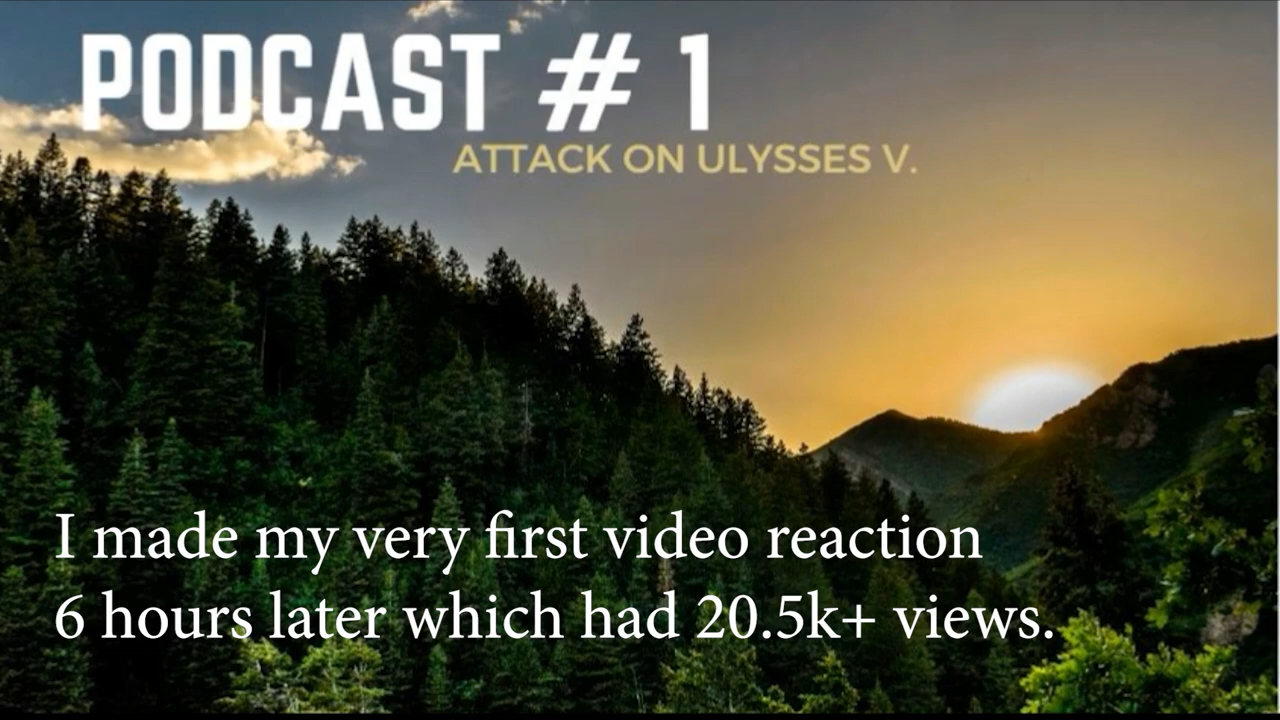 PODCAST # 1
ATTACK ON ULYSSES V.
I made my very first video reaction
6 hours later which had 20.5k+ views.